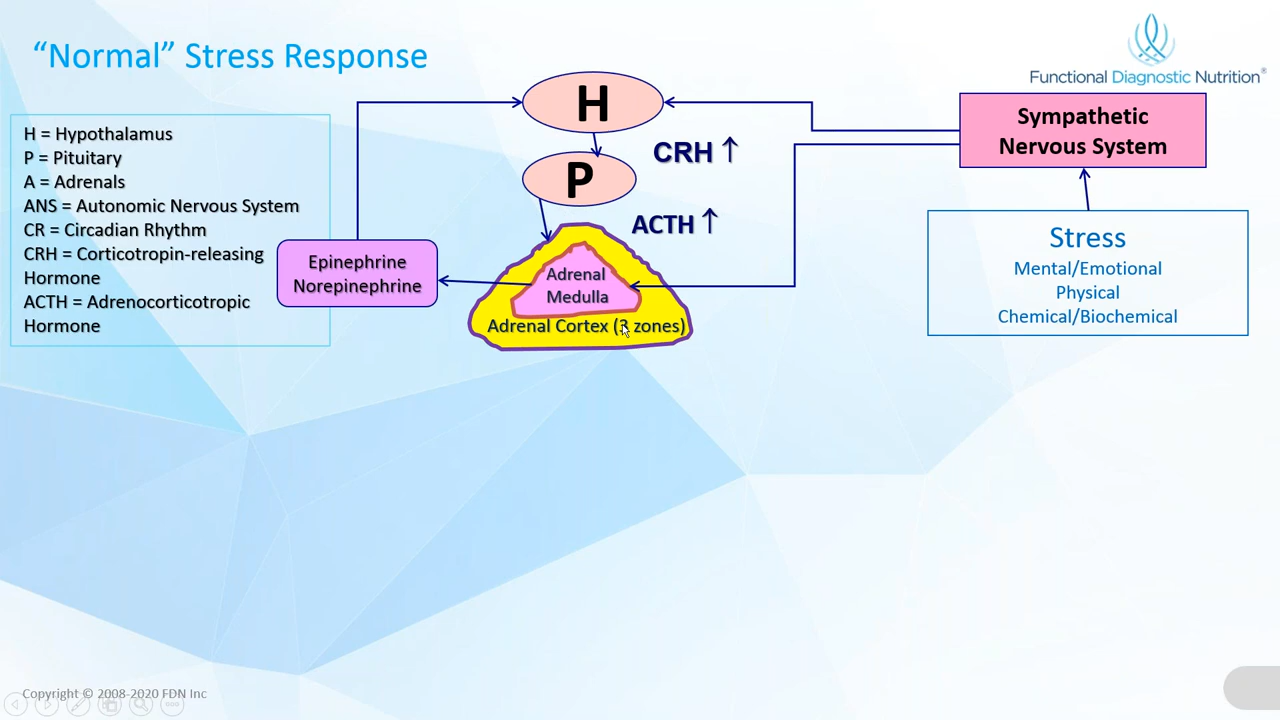 “Normal” Stress Response
Functional Diagnostic Nutrition®
H = Hypothalamus
P = Pituitary
A = Adrenals
ANS = Autonomic Nervous System
CR = Circadian Rhythm
CRH = Corticotropin-releasing
Hormone
ACTH = Adrenocorticotropic
Hormone
Epinephrine
Norepinephrine
H
CRH ↑
P
ACTH ↑
Adrenal
Medulla
Adrenal Cortex (3 zones)
Sympathetic
Nervous System
Stress
Mental/Emotional
Physical
Chemical/Biochemical
Copyright © 2008-2020 FDN Inc